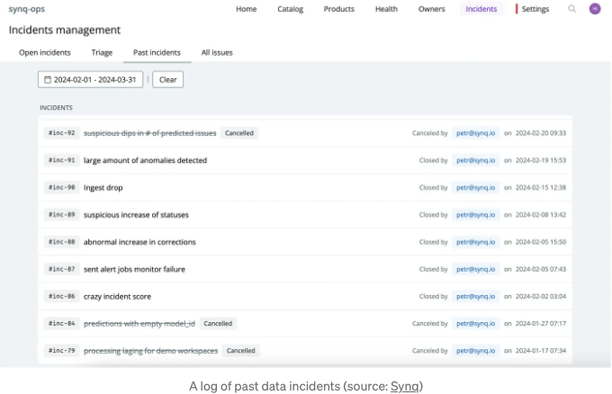 synq-ops Home Catalog Products Health Owners Incidents Settings
Incidents management
Open incidents Triage Past incidents All issues
2024-02-01 - 2024-03-31 Clear
INCIDENTS
#inc-92 suspicious dips in # of predicted issues Cancelled Canceled by petr@synq.io on 2024-02-20 09:33
#inc-91 large amount of anomalies detected Closed by petr@synq.io on 2024-02-19 15:53
#inc-90 Ingest drop Closed by petr@synq.io on 2024-02-15 12:38
#inc-89 suspicious increase of statuses Closed by petr@synq.io on 2024-02-08 13:42
#inc-88 abnormal increase in corrections Closed by petr@synq.io on 2024-02-05 15:50
#inc-87 sent alert jobs monitor failure Closed by petr@synq.io on 2024-02-05 07:43
#inc-86 crazy incident score Closed by petr@synq.io on 2024-02-02 03:04
#inc-84 predictions with empty model_id Cancelled Canceled by petr@synq.io on 2024-01-27 07:17
#inc-79 processing laging for demo workspaces Cancelled Canceled by petr@synq.io on 2024-01-17 07:34
A log of past data incidents (source: Synq)